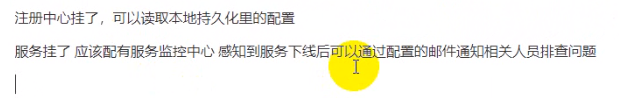 注册中心挂了，可以读取本地持久化里的配置
服务挂了 应该配有服务监控中心 感知到服务下线后可以通过配置的邮件通知相关人员排查问题